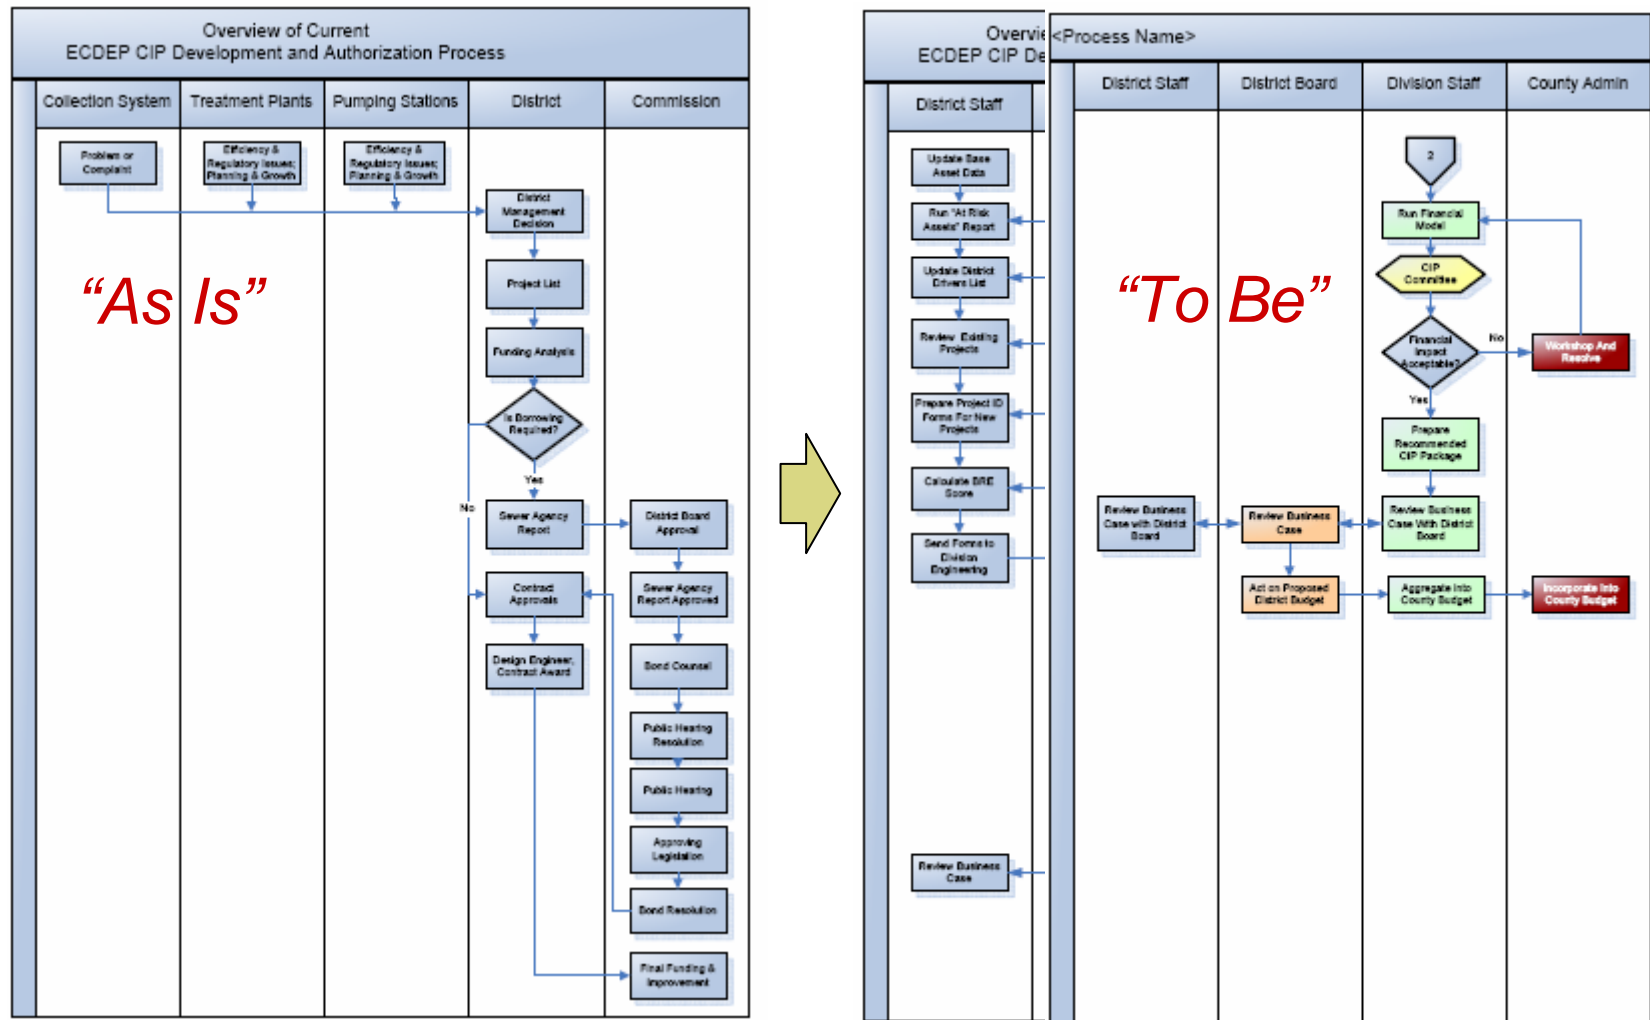 Overview of Current
ECDEP CIP Development and Authorization Process
Collection System
Treatment Plants
Pumping Stations
District
Commission
Problem or
Complaint
Efficiency &
Regulatory Issues;
Planning & Growth
Efficiency &
Regulatory Issues;
Planning & Growth
District
Management
Decision
“As Is”
Project List
Funding Analysis
Is Borrowing
Required?
Yes
No
Sewer Agency
Report
District Board
Approval
Contract
Approvals
Sewer Agency
Report Approved
Design Engineer,
Contract Award
Bond Counsel
Public Hearing
Resolution
Public Hearing
Approving
Legislation
Bond Resolution
Final Funding &
Improvement
Overvie
ECDEP CIP De
District Staff
Update Base
Asset Data
Run "At Risk
Assets" Report
Update District
Drivers List
Review Existing
Projects
Prepare Project ID
Forms For New
Projects
Calculate BRE
Score
Send Forms to
Division
Engineering
Review Business
Case
<Process Name>
District Staff
District Board
Division Staff
County Admin
2
Run Financial
Model
CIP
Committee
“To Be”
Financial
Impact
Acceptable?
No
Workshop And
Resolve
Yes
Prepare
Recommended
CIP Package
Review Business
Case with District
Board
Review Business
Case
Review Business
Case With District
Board
Act on Proposed
District Budget
Aggregate Into
County Budget
Incorporate Into
County Budget